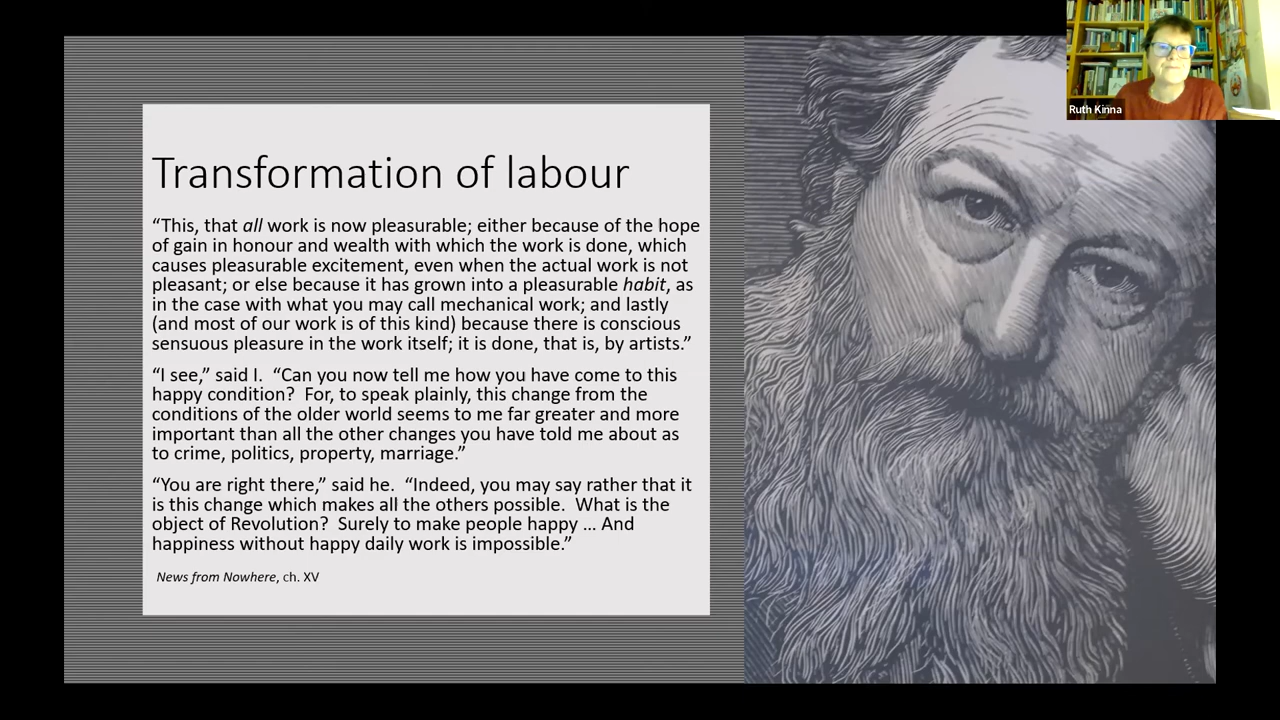 Ruth Kinna
Transformation of labour
“This, that all work is now pleasurable; either because of the hope
of gain in honour and wealth with which the work is done, which
causes pleasurable excitement, even when the actual work is not
pleasant; or else because it has grown into a pleasurable habit, as
in the case with what you may call mechanical work; and lastly
(and most of our work is of this kind) because there is conscious
sensuous pleasure in the work itself; it is done, that is, by artists.”
“I see,” said I.  “Can you now tell me how you have come to this
happy condition?  For, to speak plainly, this change from the
conditions of the older world seems to me far greater and more
important than all the other changes you have told me about as
to crime, politics, property, marriage.”
“You are right there,” said he.  “Indeed, you may say rather that it
is this change which makes all the others possible.  What is the
object of Revolution?  Surely to make people happy ... And
happiness without happy daily work is impossible.”
News from Nowhere, ch. XV